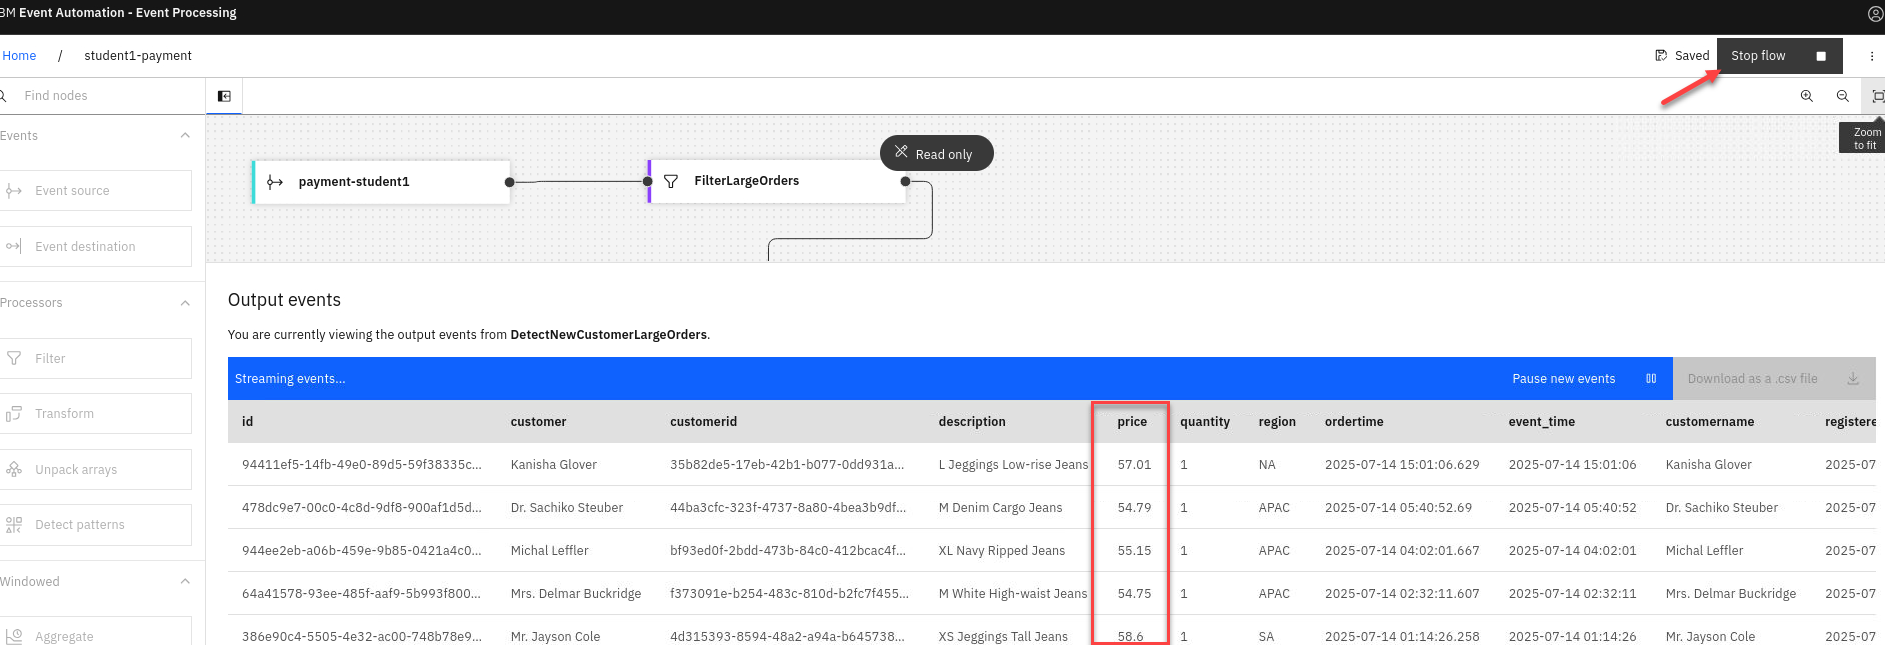 BM Event Automation - Event Processing
Home / student1-payment
Saved
Stop flow
Find nodes
Zoom
to fit
Events
Event source
Event destination
Processors
Filter
Transform
Unpack arrays
Detect patterns
Windowed
Aggregate
Read only
payment-student1
FilterLargeOrders
Output events
You are currently viewing the output events from DetectNewCustomerLargeOrders.
Streaming events...
Pause new events
Download as a .csv file
id customer customerid description price quantity region ordertime event_time customername registere
94411ef5-14fb-49e0-89d5-59f38335c... Kanisha Glover 35b82de5-17eb-42b1-b077-0dd931a... L Jeggings Low-rise Jeans 57.01 1 NA 2025-07-14 15:01:06.629 2025-07-14 15:01:06 Kanisha Glover 2025-07
478dc9e7-00c0-4c8d-9df8-900af1d5d... Dr. Sachiko Steuber 44ba3cfc-323f-4737-8a80-4bea3b9df... M Denim Cargo Jeans 54.79 1 APAC 2025-07-14 05:40:52.69 2025-07-14 05:40:52 Dr. Sachiko Steuber 2025-07
944ee2eb-a06b-459e-9b85-0421a4c0... Michal Leffler bf93ed0f-2bdd-473b-84c0-412bcac4f... XL Navy Ripped Jeans 55.15 1 APAC 2025-07-14 04:02:01.667 2025-07-14 04:02:01 Michal Leffler 2025-07
64a41578-93ee-485f-aaf9-5b993f800... Mrs. Delmar Buckridge f373091e-b254-483c-810d-b2fc7f455... M White High-waist Jeans 54.75 1 APAC 2025-07-14 02:32:11.607 2025-07-14 02:32:11 Mrs. Delmar Buckridge 2025-07
386e90c4-5505-4e32-ac00-748b78e9... Mr. Jayson Cole 4d315393-8594-48a2-a94a-b645738... XS Jeggings Tall Jeans 58.6 1 SA 2025-07-14 01:14:26.258 2025-07-14 01:14:26 Mr. Jayson Cole 2025-07